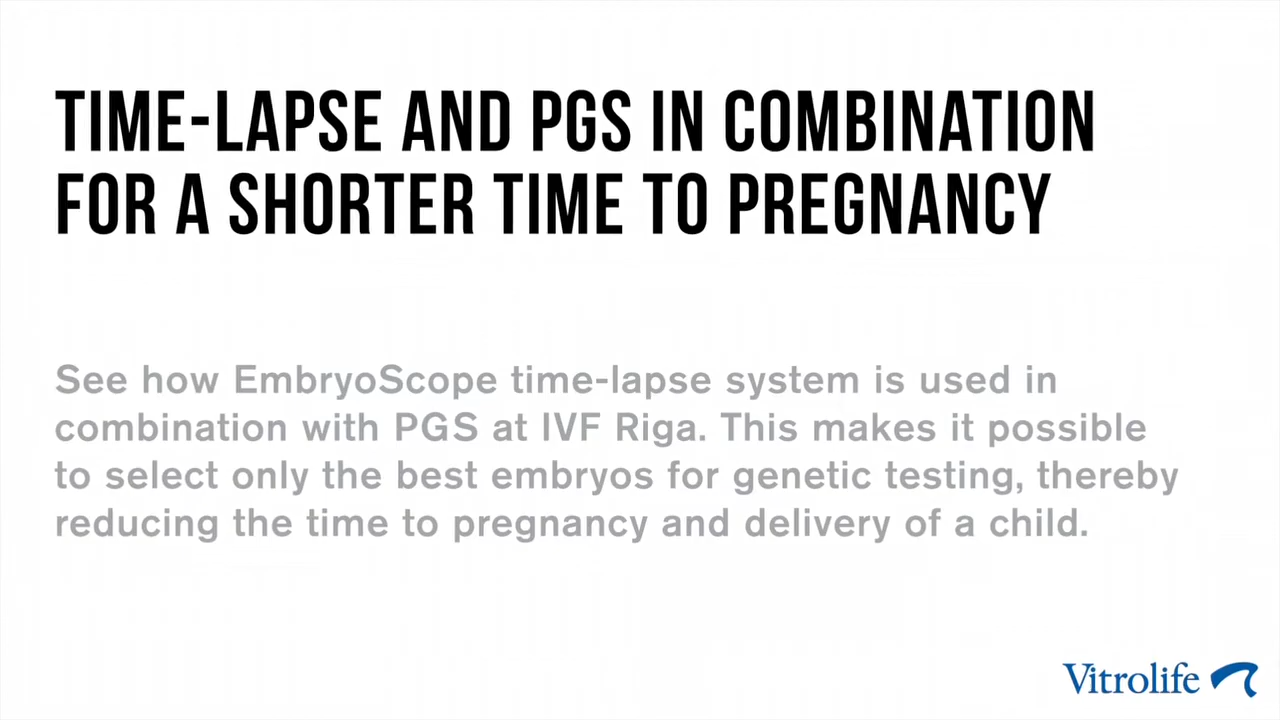 TIME-LAPSE AND PGS IN COMBINATION
FOR A SHORTER TIME TO PREGNANCY
See how EmbryoScope time-lapse system is used in
combination with PGS at IVF Riga. This makes it possible
to select only the best embryos for genetic testing, thereby
reducing the time to pregnancy and delivery of a child.
Vitrolife